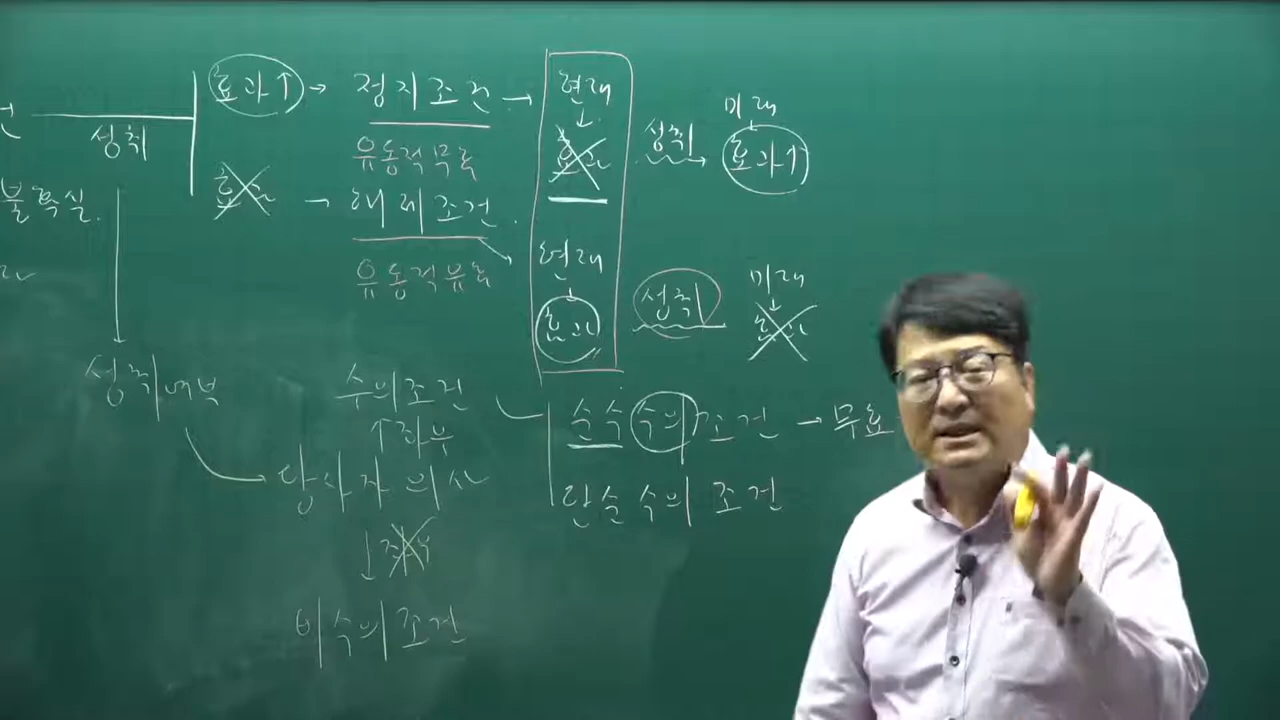 성취
효과↑ → 정지조건 →
유동적무효
효과 → 해제조건
유동적유효
현재
↓
효과
성취 →
미래
↓
효과↑
현재
↓
효과
성취
미래
↓
효과
불확실
성취여부
수의조건
↑좌우
당사자 의사
↓좌우
비수의조건
순수수의조건 → 무효
단순수의 조건